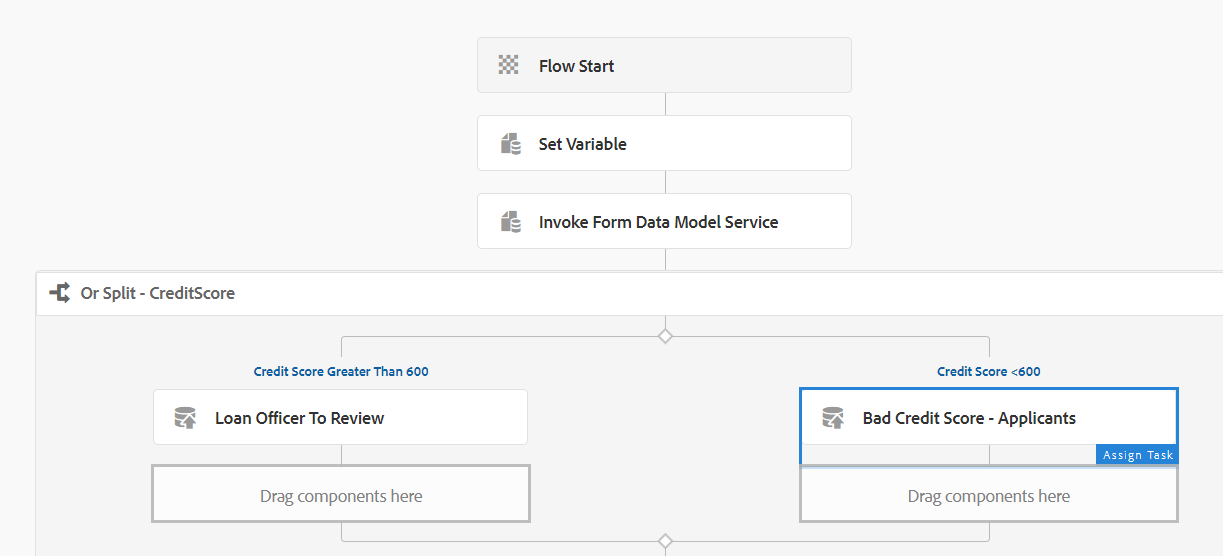 Flow Start
Set Variable
Invoke Form Data Model Service
Or Split - CreditScore
Credit Score Greater Than 600
Credit Score <600
Loan Officer To Review
Bad Credit Score - Applicants
Assign Task
Drag components here
Drag components here